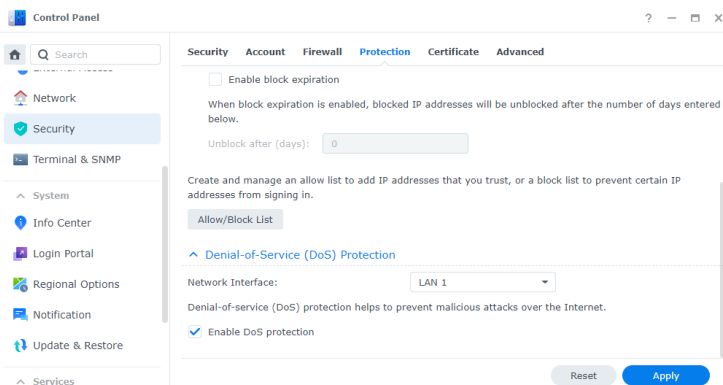 Control Panel
Search
Security Account Firewall Protection Certificate Advanced
External Access
Network
Security
Terminal & SNMP
System
Info Center
Login Portal
Regional Options
Notification
Update & Restore
Services
Enable block expiration
When block expiration is enabled, blocked IP addresses will be unblocked after the number of days entered
below.
Unblock after (days): 0
Create and manage an allow list to add IP addresses that you trust, or a block list to prevent certain IP
addresses from signing in.
Allow/Block List
Denial-of-Service (DoS) Protection
Network Interface: LAN 1
Denial-of-service (DoS) protection helps to prevent malicious attacks over the Internet.
Enable DoS protection
Reset Apply